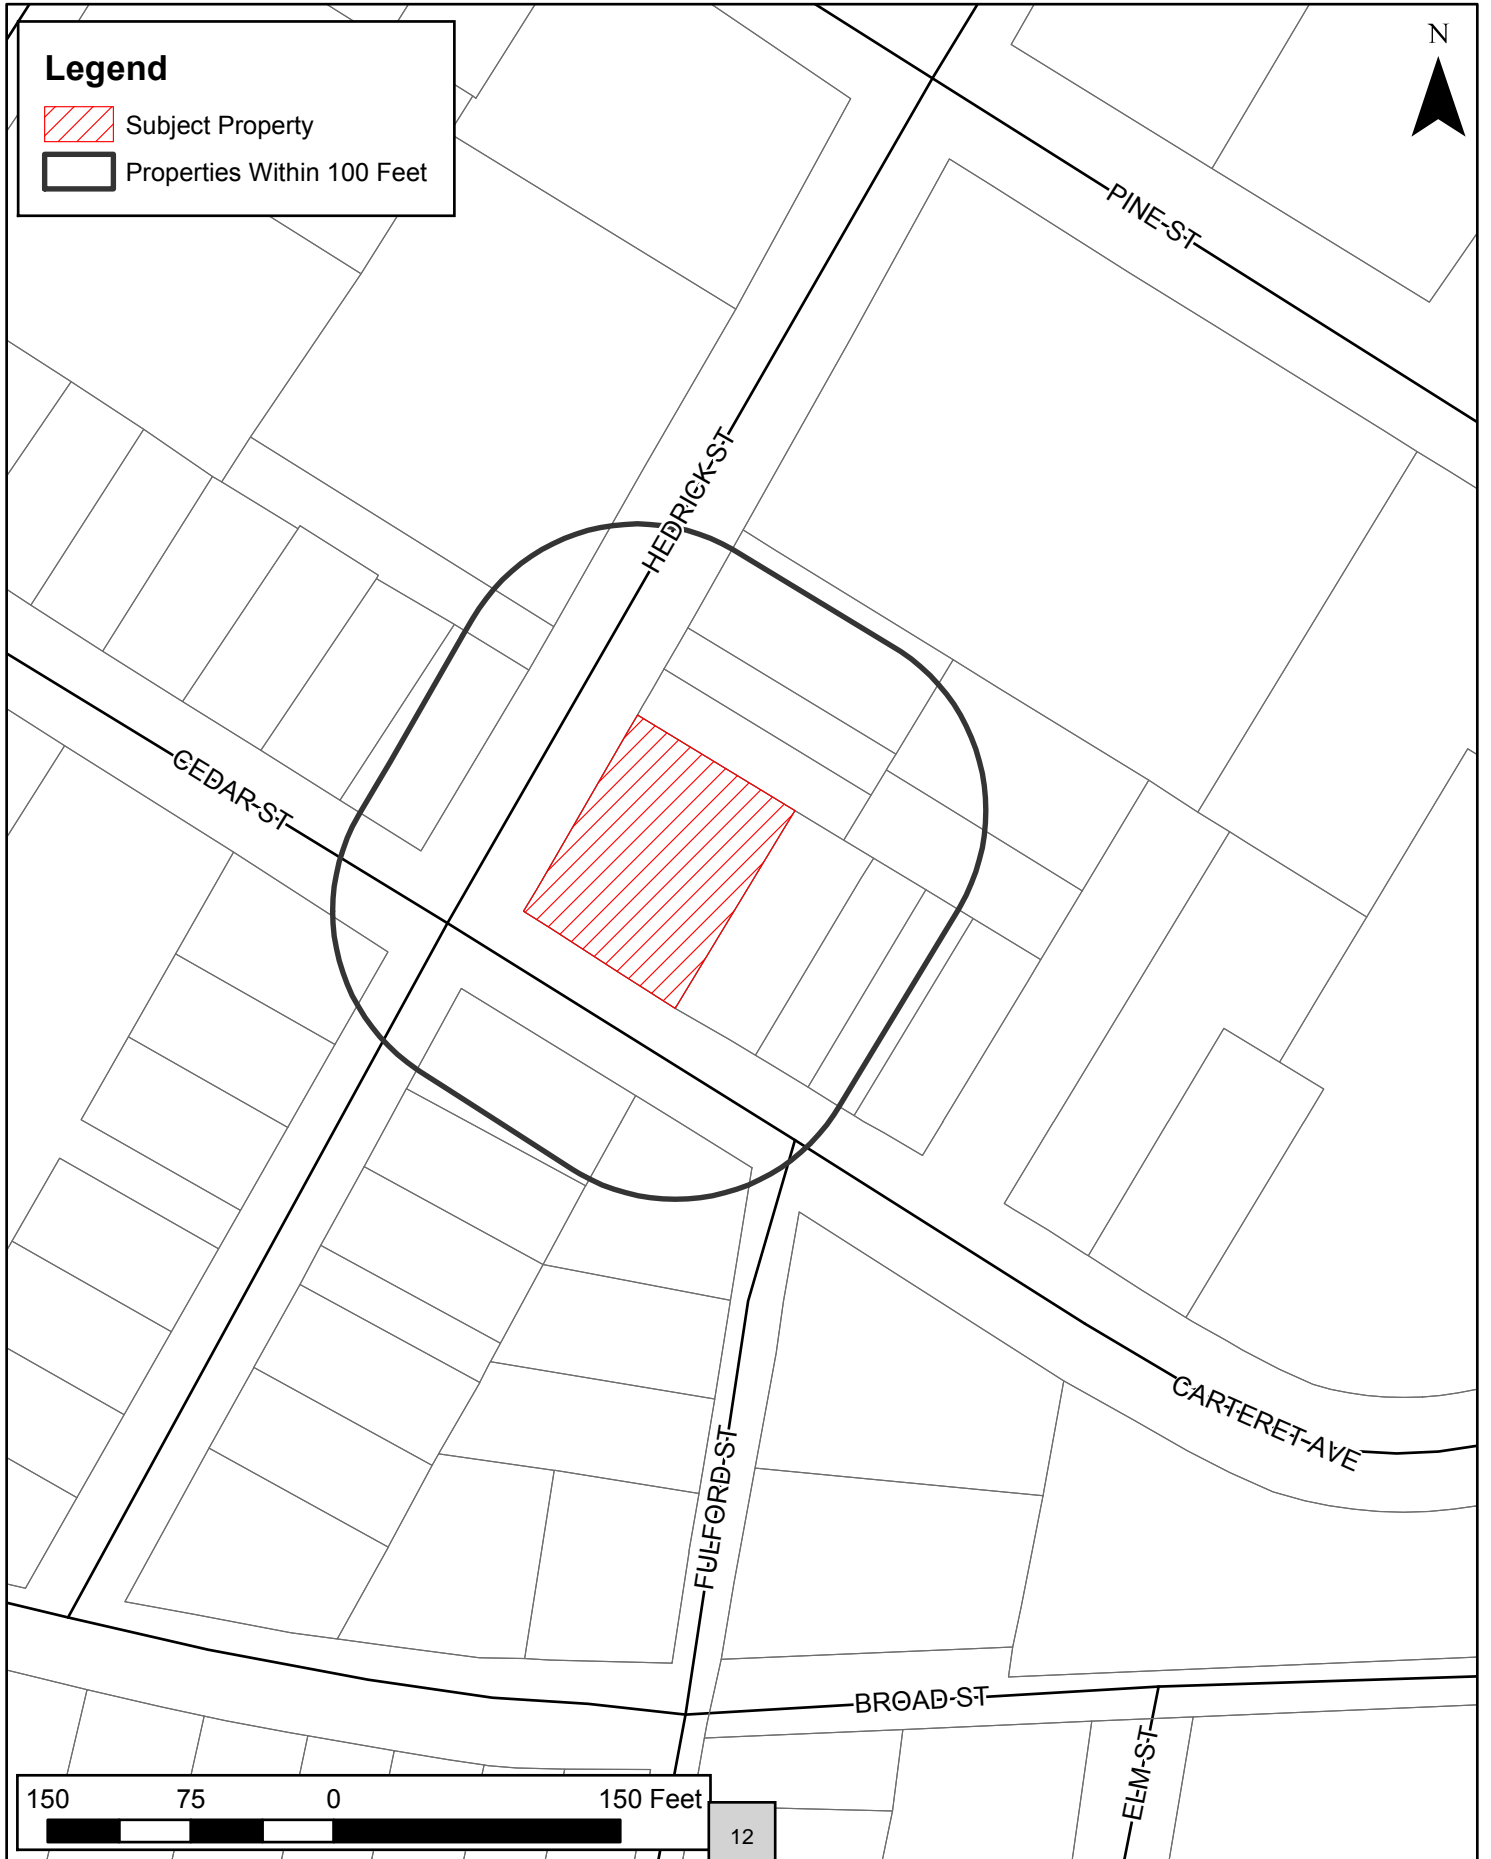 Legend
Subject Property
Properties Within 100 Feet
N
PINE ST
HEDRICK ST
CEDAR ST
CARTERET AVE
FULFORD ST
BROAD ST
ELM ST
150 75 0 150 Feet
12